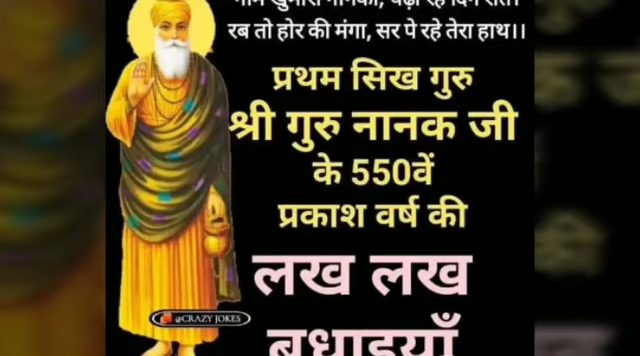 रब तो होर की मंगा, सर पे रहे तेरा हाथ।।
प्रथम सिख गुरु
श्री गुरु नानक जी
के 550वें
प्रकाश वर्ष की
लख लख
बधाइयाँ
@CRAZY JOKES